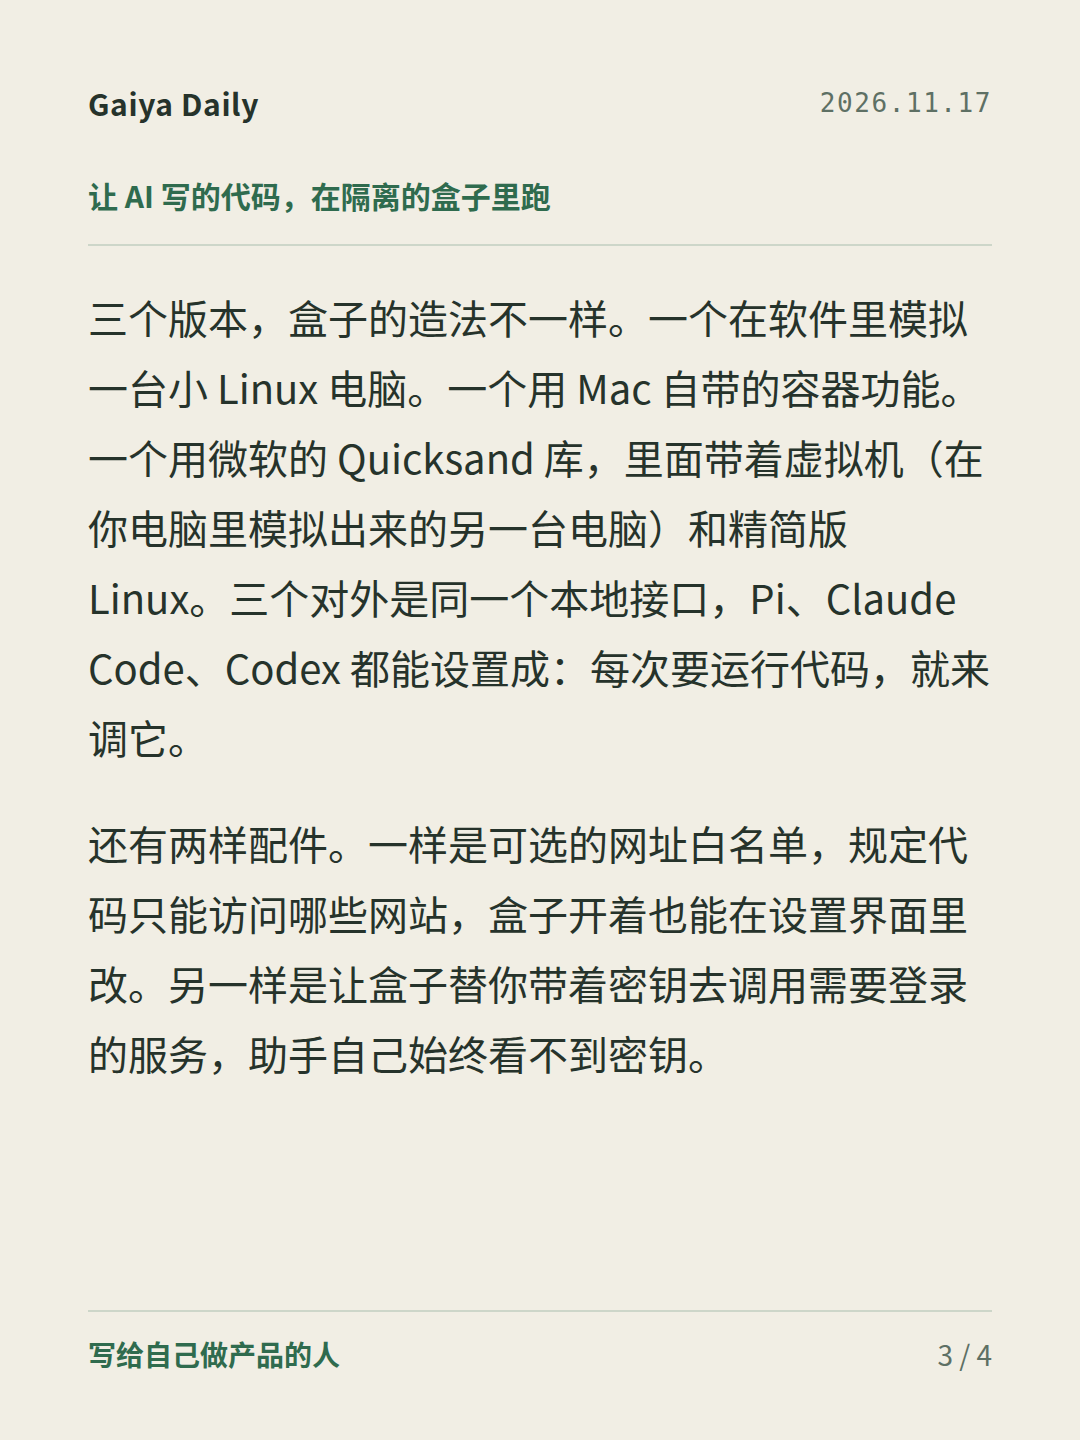 Gaiya Daily
2026.11.17
让 AI 写的代码，在隔离的盒子里跑
三个版本，盒子的造法不一样。一个在软件里模拟
一台小 Linux 电脑。一个用 Mac 自带的容器功能。
一个用微软的 Quicksand 库，里面带着虚拟机（在
你电脑里模拟出来的另一台电脑）和精简版
Linux。三个对外是同一个本地接口，Pi、Claude
Code、Codex 都能设置成：每次要运行代码，就来
调它。
还有两样配件。一样是可选的网址白名单，规定代
码只能访问哪些网站，盒子开着也能在设置界面里
改。另一样是让盒子替你带着密钥去调用需要登录
的服务，助手自己始终看不到密钥。
写给自己做产品的人
3 / 4